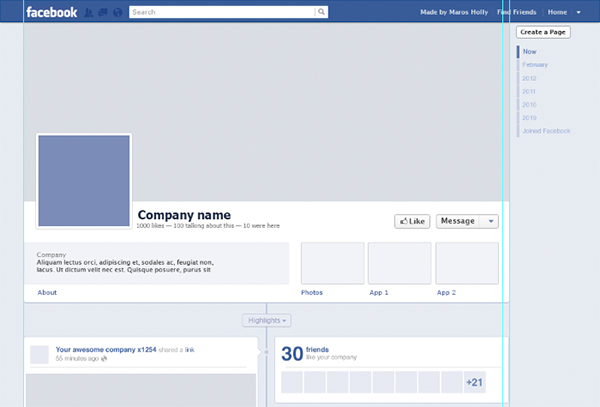 facebook
Search
Made by Maros Holly
Find Friends
Home
Create a Page
Now
February
2012
2011
2010
2019
Joined Facebook
Company name
1000 likes — 100 talking about this — 10 were here
Like
Message
Company
Aliquam lectus orci, adipiscing et, sodales ac, feugiat non,
lacus. Ut dictum velit nec est. Quisque posuere, purus sit
About
Photos
App 1
App 2
Highlights
Your awesome company x1254 shared a link
55 minutes ago
30 friends
like your company
+21